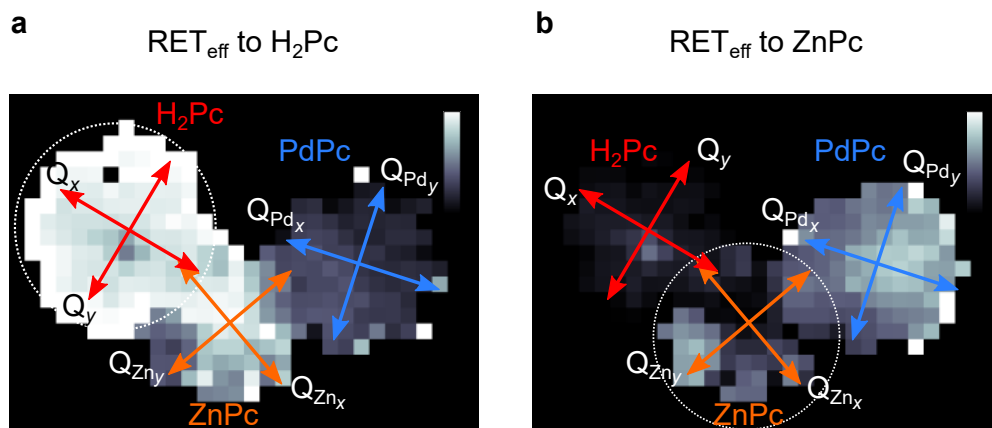 a
RET_eff to H₂Pc
H₂Pc
PdPc
Q_x
Q_Pd_y
Q_Pd_x
Q_y
Q_Zn_y
Q_Zn_x
ZnPc
b
RET_eff to ZnPc
H₂Pc
Q_y
PdPc
Q_x
Q_Pd_y
Q_Pd_x
Q_Zn_y
Q_Zn_x
ZnPc